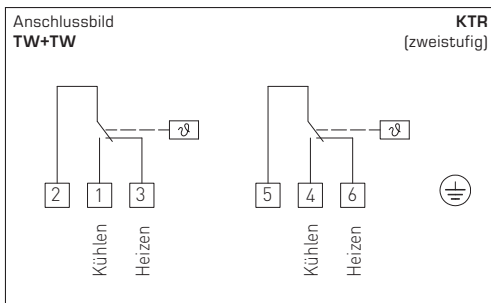 Anschlussbild
TW+TW
KTR
(zweistufig)
ϑ
ϑ
2 1 3
5 4 6
Kühlen
Heizen
Kühlen
Heizen